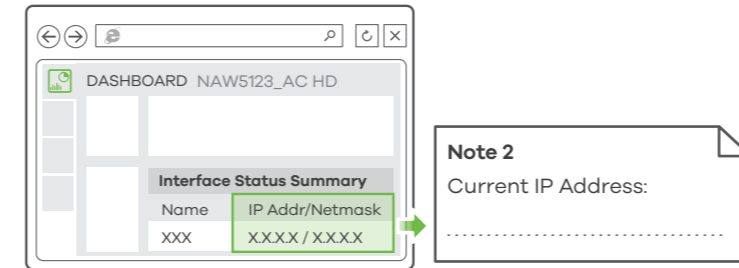 DASHBOARD NAW5123_AC HD
Interface Status Summary
Name IP Addr/Netmask
XXX X.X.X.X / X.X.X.X
Note 2
Current IP Address: